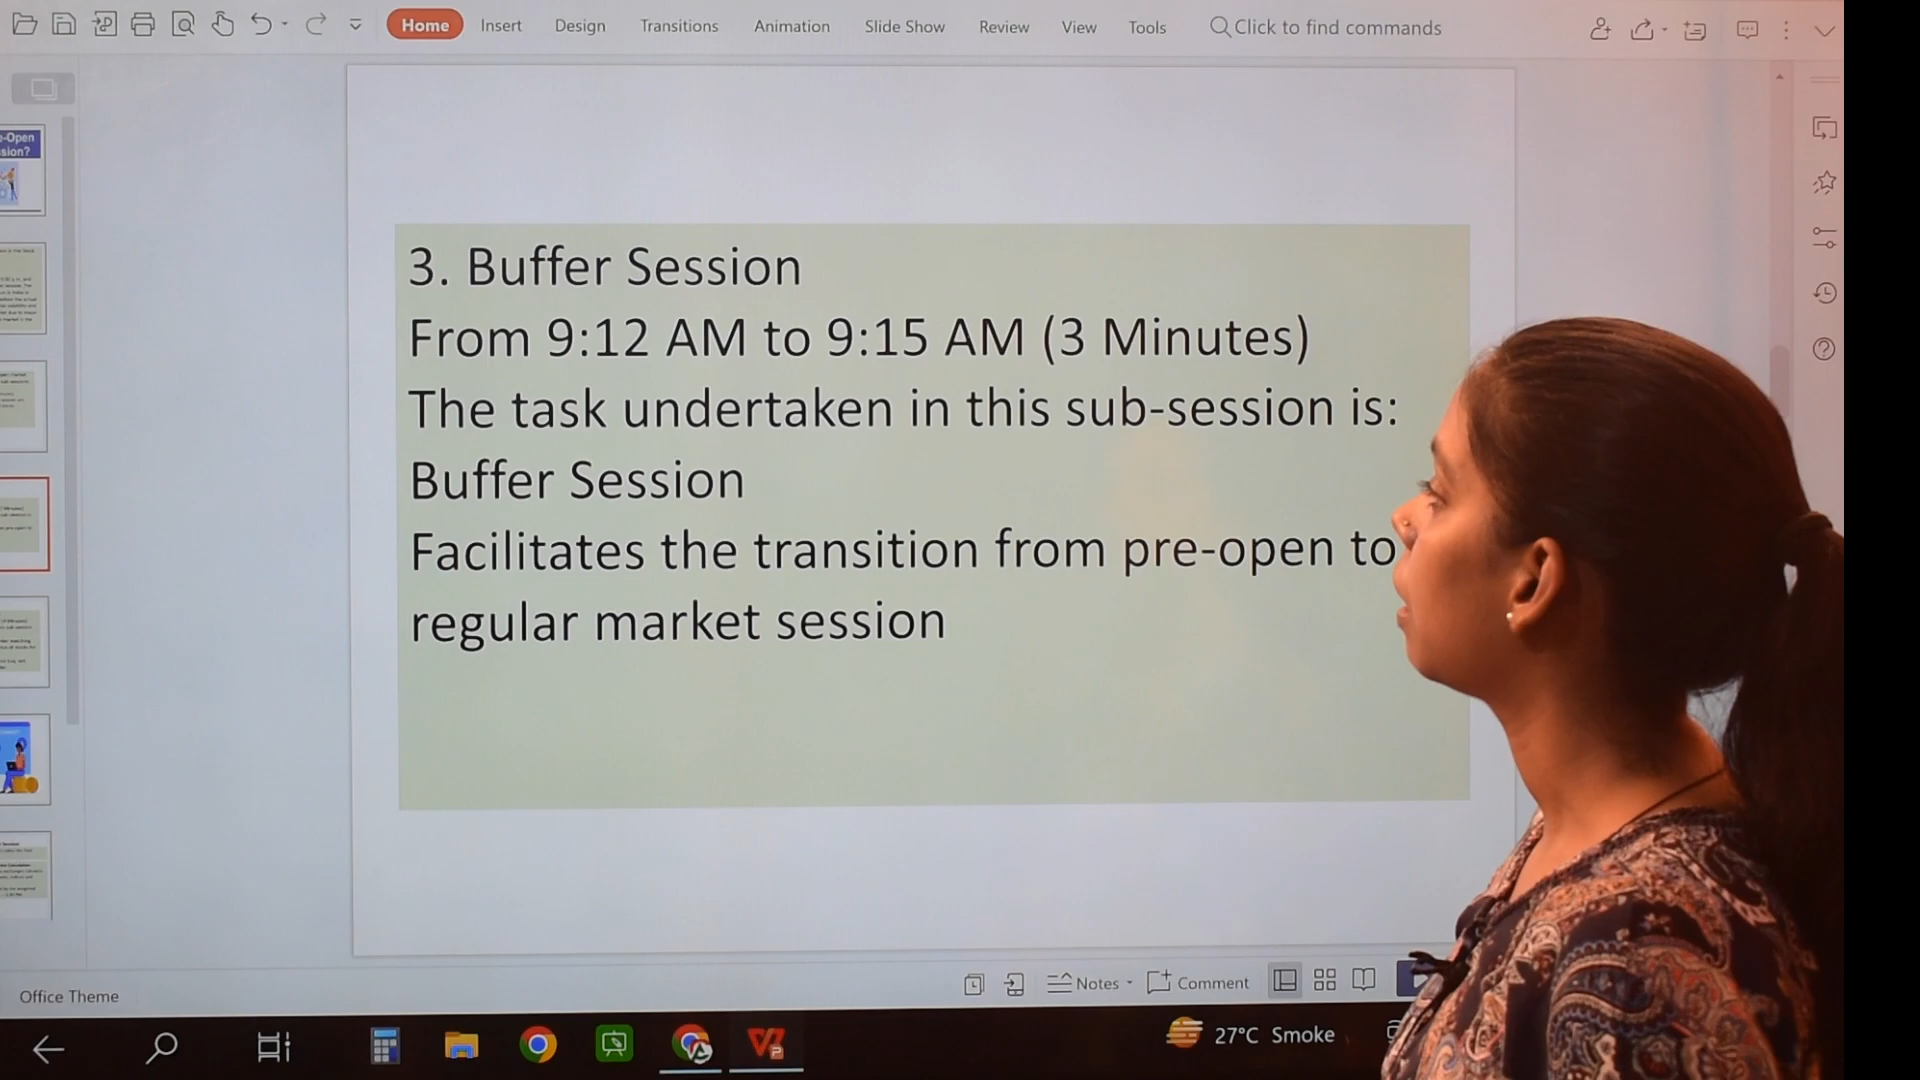 Home Insert Design Transitions Animation Slide Show Review View Tools Click to find commands
e-Open
sion?
3. Buffer Session
From 9:12 AM to 9:15 AM (3 Minutes)
The task undertaken in this sub-session is:
Buffer Session
Facilitates the transition from pre-open to
regular market session
Office Theme
Notes Comment
27°C Smoke